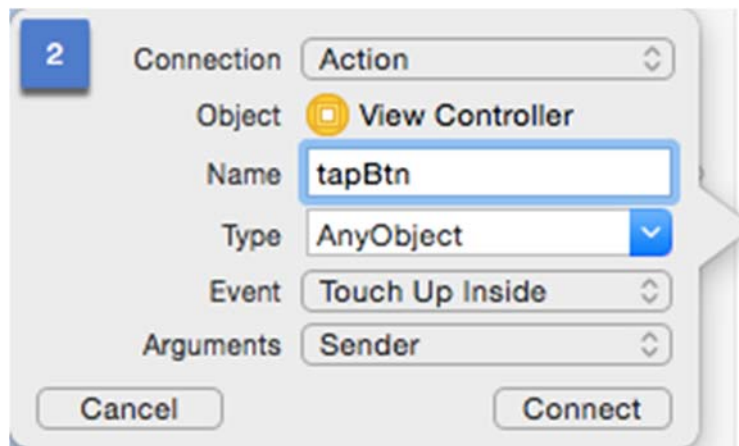 2
Connection Action
Object View Controller
Name tapBtn
Type AnyObject
Event Touch Up Inside
Arguments Sender
Cancel Connect